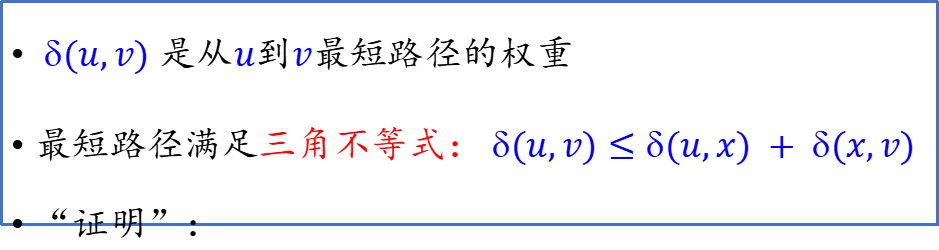 • δ(u, v) 是从u到v最短路径的权重
• 最短路径满足三角不等式： δ(u, v) ≤ δ(u, x) + δ(x, v)
• “证明”：